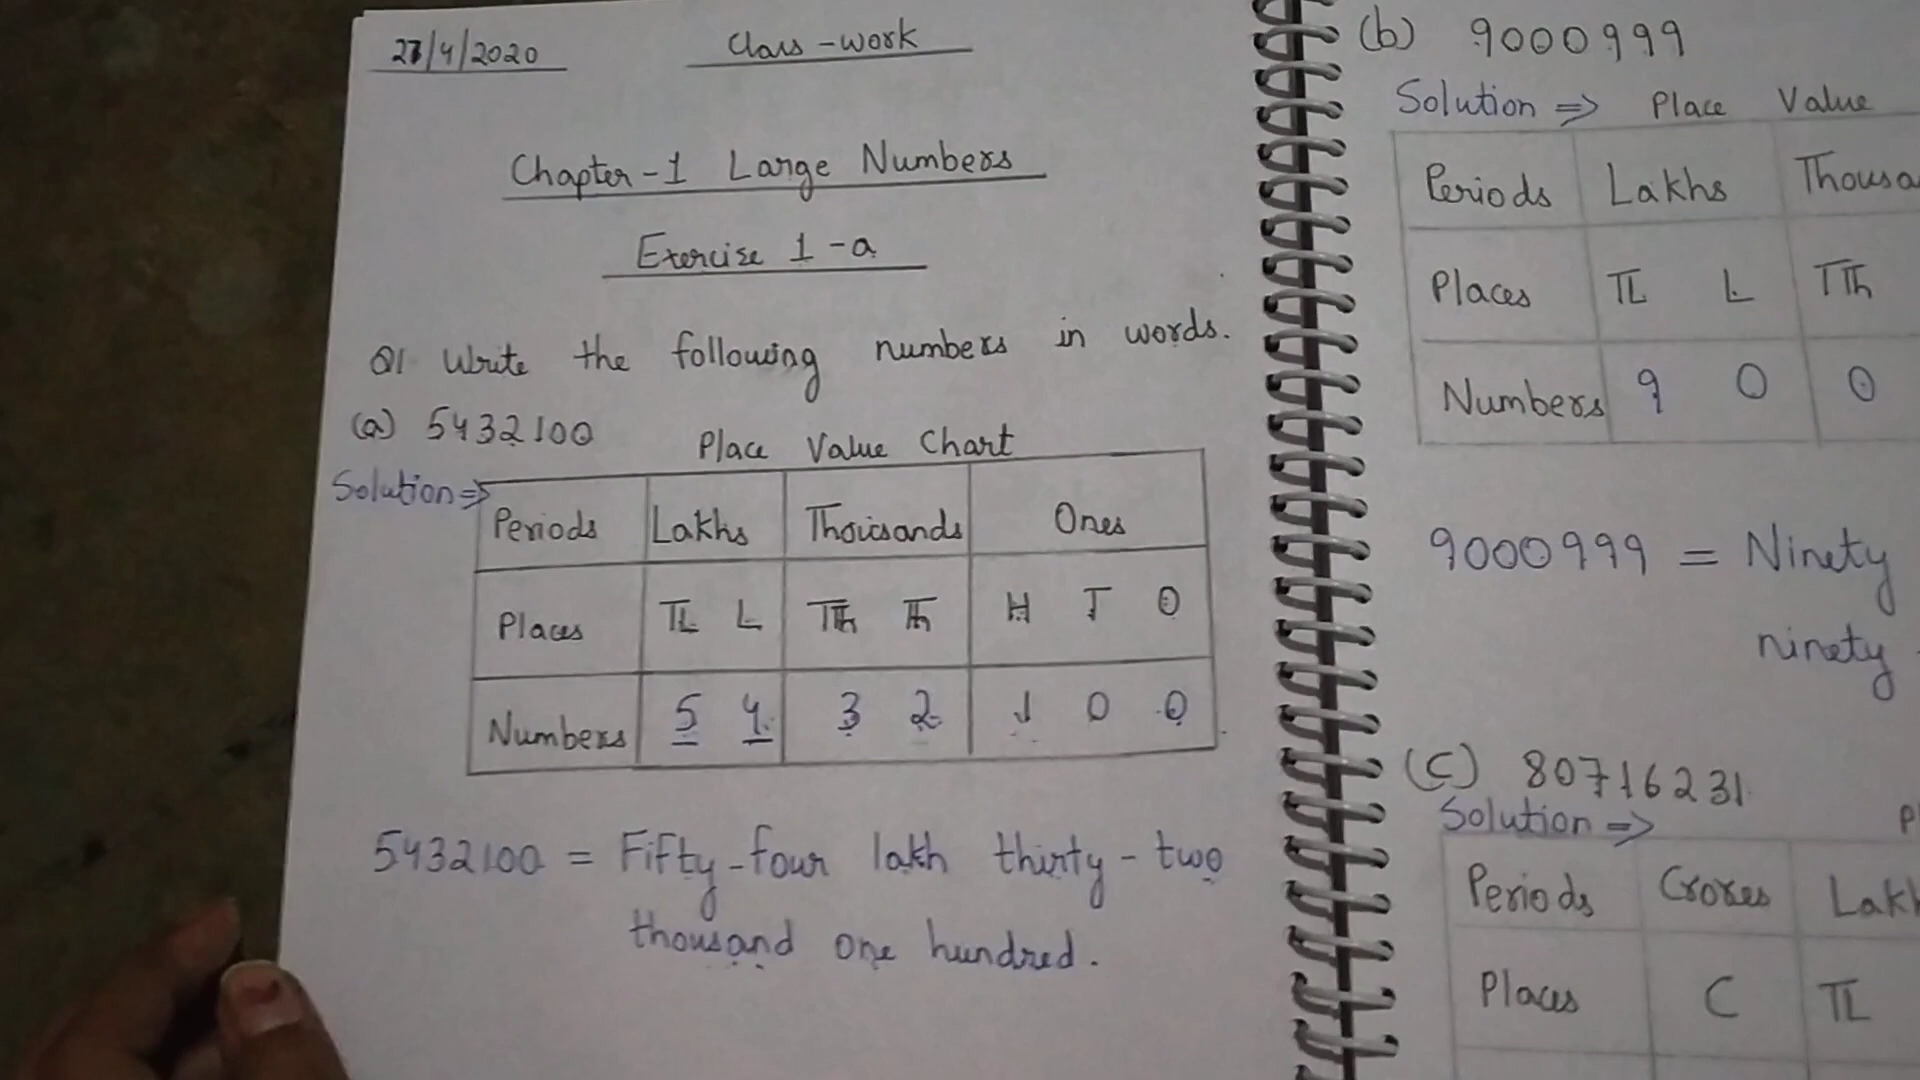 27/4/2020
Class-work
Chapter-1 Large Numbers
Exercise 1-a
Q1 Write the following numbers in words.
(a) 5432100
Place Value Chart
Solution⇒
Periods Lakhs Thousands Ones
Places TL L TTh Th H T O
Numbers 5 4 3 2 1 0 0
5432100 = Fifty-four lakh thirty-two
thousand one hundred.
(b) 9000999
Solution ⇒ Place Value
Periods Lakhs Thousa
Places TL L TTh
Numbers 9 0 0
9000999 = Ninety
ninety
(C) 80716231
Solution ⇒
Periods Crores Lakh
Places C TL